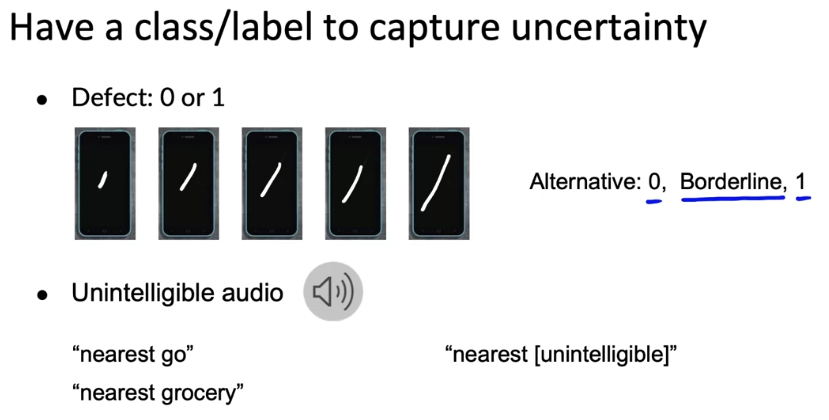 Have a class/label to capture uncertainty
• Defect: 0 or 1
Alternative: 0, Borderline, 1
• Unintelligible audio
“nearest go”
“nearest [unintelligible]”
“nearest grocery”